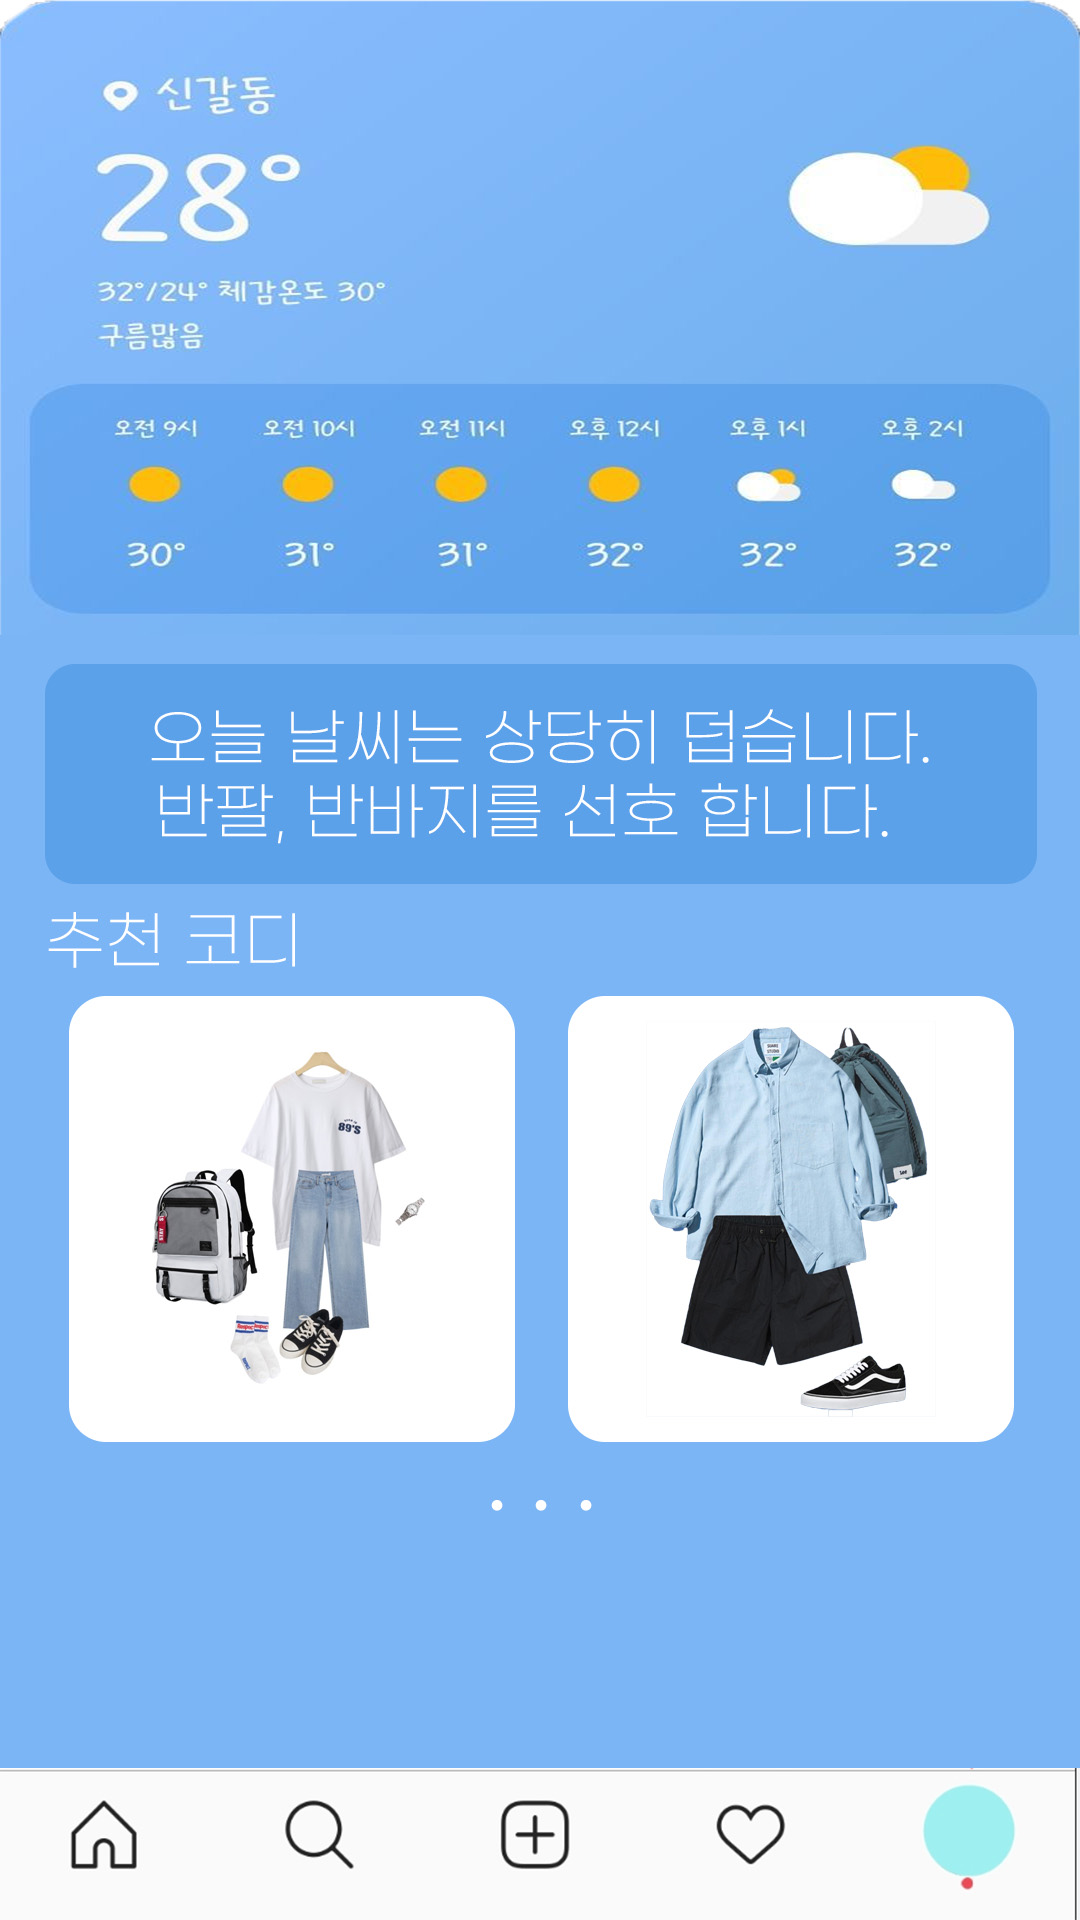 신갈동
28°
32°/24° 체감온도 30°
구름많음
오전 9시 오전 10시 오전 11시 오후 12시 오후 1시 오후 2시
30° 31° 31° 32° 32° 32°
오늘 날씨는 상당히 덥습니다.
반팔, 반바지를 선호 합니다.
추천 코디
89'S
Lee